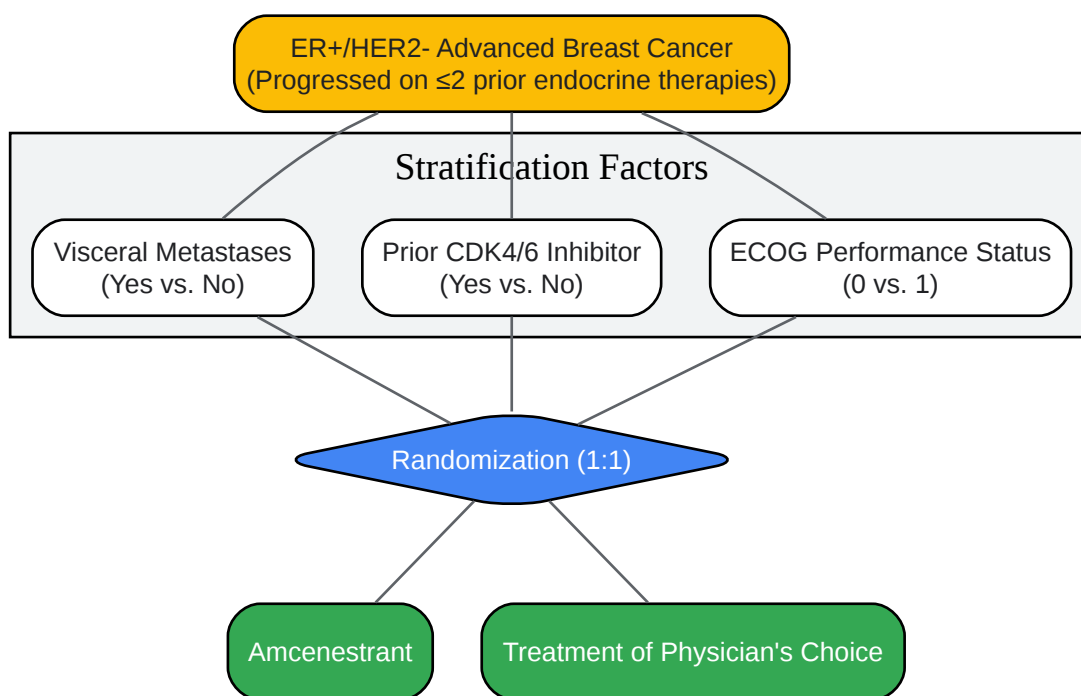 ER+/HER2- Advanced Breast Cancer
(Progressed on ≤2 prior endocrine therapies)
Stratification Factors
Visceral Metastases
(Yes vs. No)
Prior CDK4/6 Inhibitor
(Yes vs. No)
ECOG Performance Status
(0 vs. 1)
Randomization (1:1)
Amcenestrant
Treatment of Physician's Choice